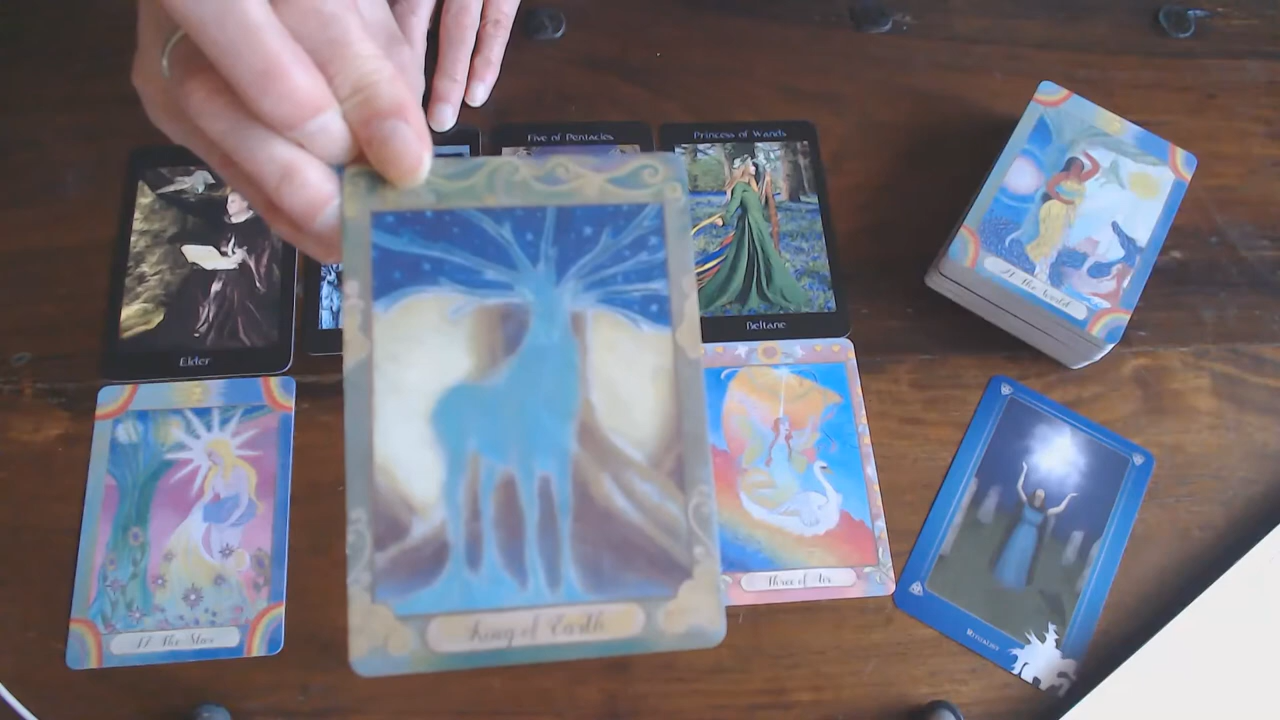 Five of Pentacles
Princess of Wands
Elder
Beltane
21 The World
17 The Star
King of Earth
Three of Air